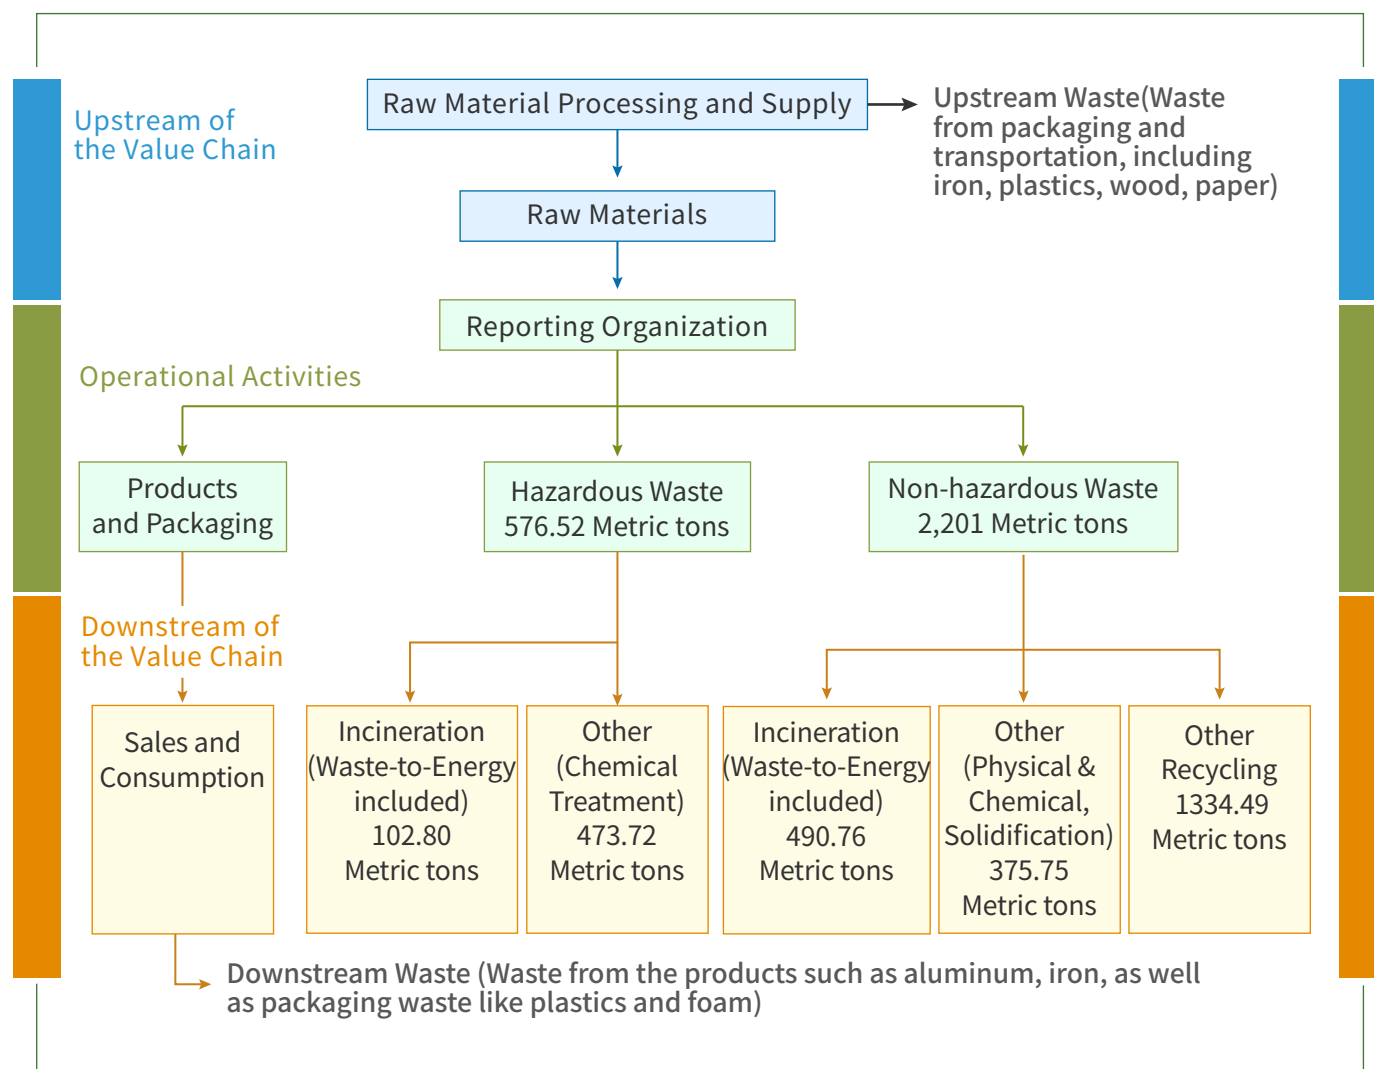 Upstream of
the Value Chain
Raw Material Processing and Supply
Upstream Waste(Waste
from packaging and
transportation, including
iron, plastics, wood, paper)
Raw Materials
Reporting Organization
Operational Activities
Products
and Packaging
Hazardous Waste
576.52 Metric tons
Non-hazardous Waste
2,201 Metric tons
Downstream of
the Value Chain
Sales and
Consumption
Incineration
(Waste-to-Energy
included)
102.80
Metric tons
Other
(Chemical
Treatment)
473.72
Metric tons
Incineration
(Waste-to-Energy
included)
490.76
Metric tons
Other
(Physical &
Chemical,
Solidification)
375.75
Metric tons
Other
Recycling
1334.49
Metric tons
Downstream Waste (Waste from the products such as aluminum, iron, as well
as packaging waste like plastics and foam)